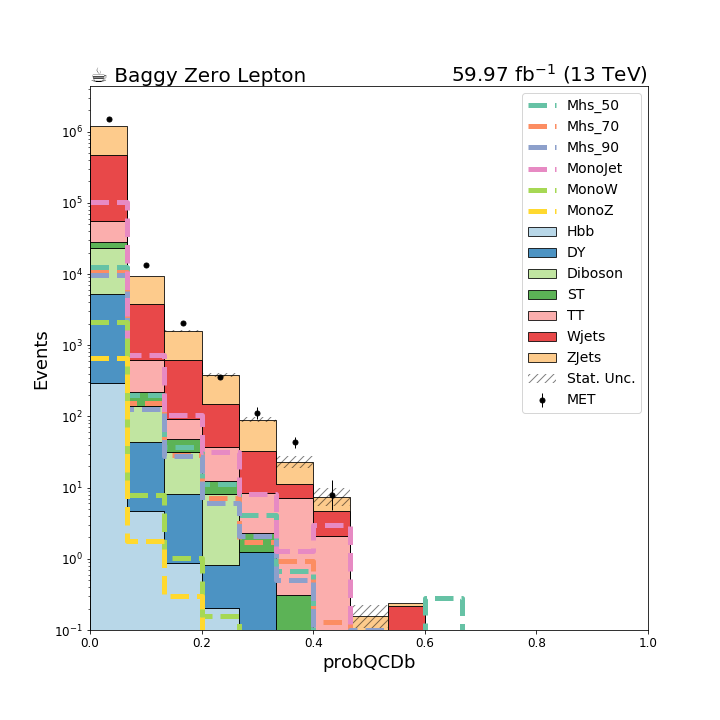 ☕ Baggy Zero Lepton 59.97 fb⁻¹ (13 TeV)
Events
10⁶
10⁵
10⁴
10³
10²
10¹
10⁰
10⁻¹
Mhs_50
Mhs_70
Mhs_90
MonoJet
MonoW
MonoZ
Hbb
DY
Diboson
ST
TT
Wjets
ZJets
Stat. Unc.
MET
0.0 0.2 0.4 0.6 0.8 1.0
probQCDb